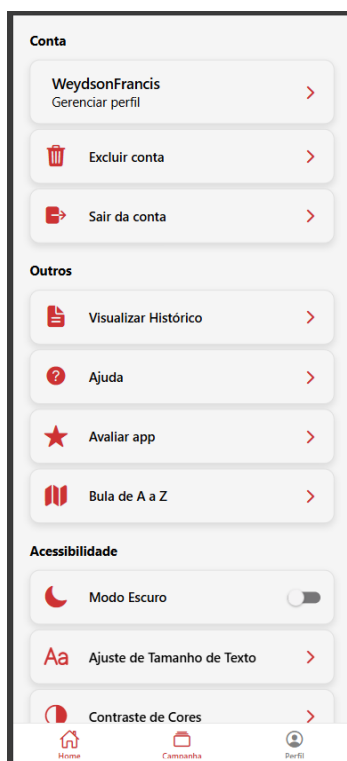 Conta
WeydsonFrancis
Gerenciar perfil
Excluir conta
Sair da conta
Outros
Visualizar Histórico
?
Ajuda
Avaliar app
Bula de A a Z
Acessibilidade
Modo Escuro
Aa
Ajuste de Tamanho de Texto
Contraste de Cores
Home
Campanha
Perfil